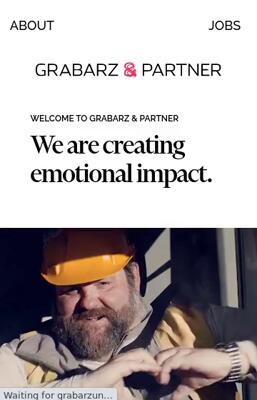 ABOUT
JOBS
GRABARZ & PARTNER
WELCOME TO GRABARZ & PARTNER
We are creating
emotional impact.
Waiting for grabarzun...